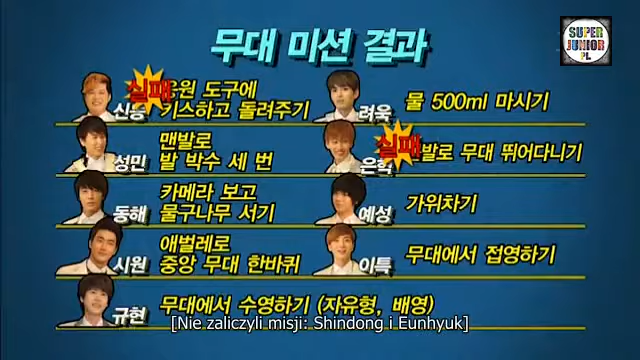 SUPER
JUNIOR
PL
무대 미션 결과
실패
응원 도구에
키스하고 돌려주기
신동
물 500ml 마시기
려욱
맨발로
발 박수 세 번
성민
실패
맨발로 무대 뛰어다니기
은혁
카메라 보고
물구나무 서기
동해
가위차기
예성
애벌레로
중앙 무대 한바퀴
시원
무대에서 접영하기
이특
무대에서 수영하기 (자유형, 배영)
규현
[Nie zaliczyli misji: Shindong i Eunhyuk]